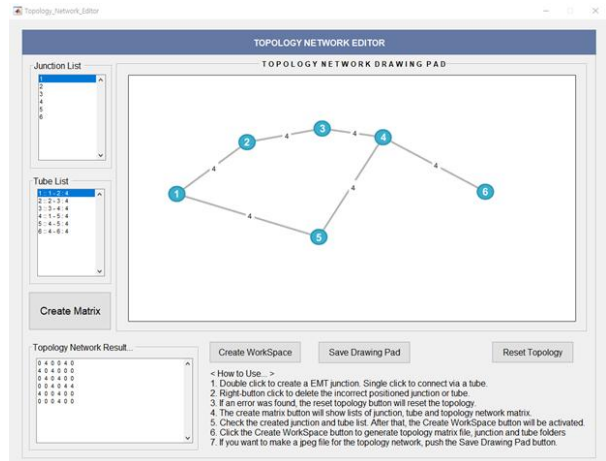 Topology_Network_Editor
TOPOLOGY NETWORK EDITOR
Junction List
1
2
3
4
5
6
TOPOLOGY NETWORK DRAWING PAD
1
2
3
4
5
6
4
4
4
4
4
4
Tube List
1 : 1 - 2 : 4
2 : 2 - 3 : 4
3 : 3 - 4 : 4
4 : 1 - 5 : 4
5 : 4 - 5 : 4
6 : 4 - 6 : 4
Create Matrix
Topology Network Result...
0 4 0 0 4 0
4 0 4 0 0 0
0 4 0 4 0 0
0 0 4 0 4 4
4 0 0 4 0 0
0 0 0 4 0 0
Create WorkSpace
Save Drawing Pad
Reset Topology
< How to Use... >
1. Double click to create a EMT junction. Single click to connect via a tube.
2. Right-button click to delete the incorrect positioned junction or tube.
3. If an error was found, the reset topology button will reset the topology.
4. The create matrix button will show lists of junction, tube and topology network matrix.
5. Check the created junction and tube list. After that, the Create WorkSpace button will be activated.
6. Click the Create WorkSpace button to generate topology matrix file, junction and tube folders
7. If you want to make a jpeg file for the topology network, push the Save Drawing Pad button.